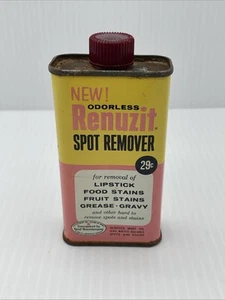 NEW!
ODORLESS
Renuzit
SPOT REMOVER
29¢
for removal of
LIPSTICK
FOOD STAINS
FRUIT STAINS
GREASE-GRAVY
and other hard to
remove spots and stains